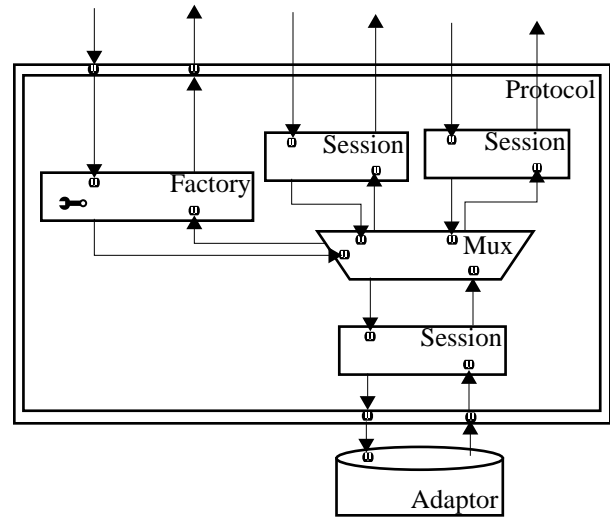 Protocol
Session
Session
Factory
Mux
Session
Adaptor